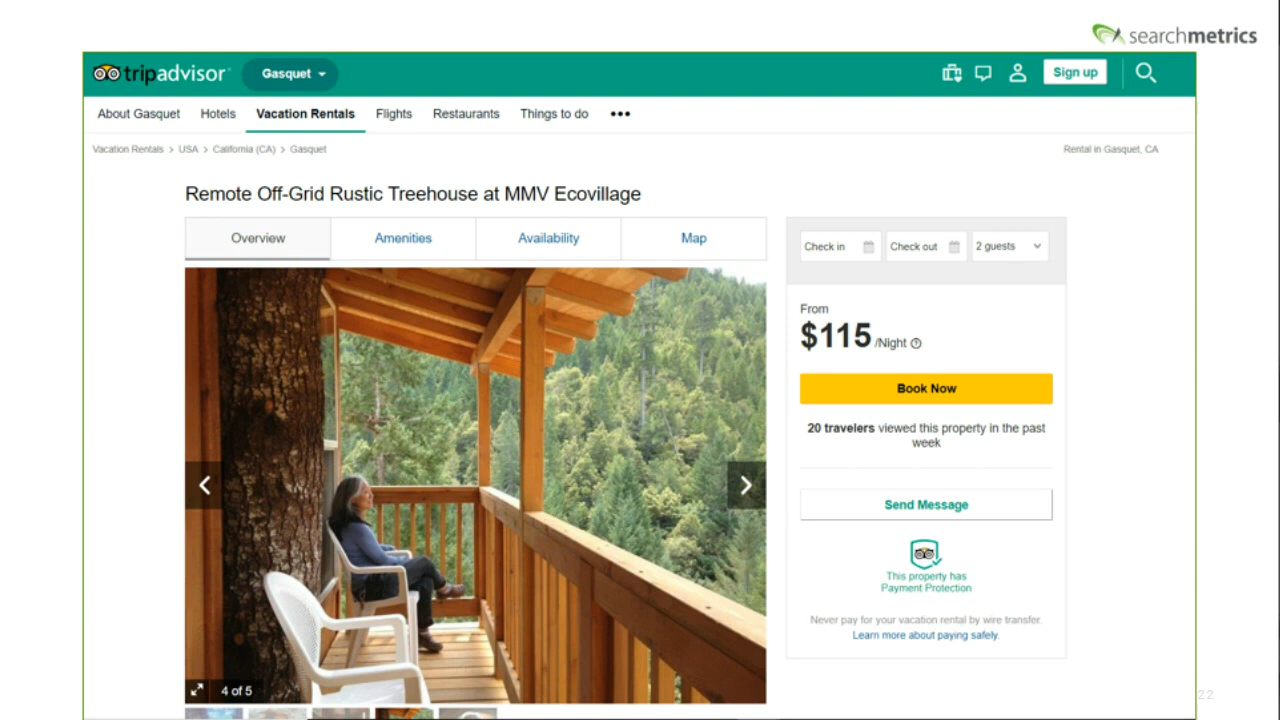 searchmetrics
tripadvisor
Gasquet
Sign up
About Gasquet Hotels Vacation Rentals Flights Restaurants Things to do •••
Vacation Rentals > USA > California (CA) > Gasquet
Rental in Gasquet, CA
Remote Off-Grid Rustic Treehouse at MMV Ecovillage
Overview Amenities Availability Map
Check in Check out 2 guests
From
$115 /Night
Book Now
20 travelers viewed this property in the past
week
Send Message
This property has
Payment Protection
Never pay for your vacation rental by wire transfer.
Learn more about paying safely.
4 of 5
22